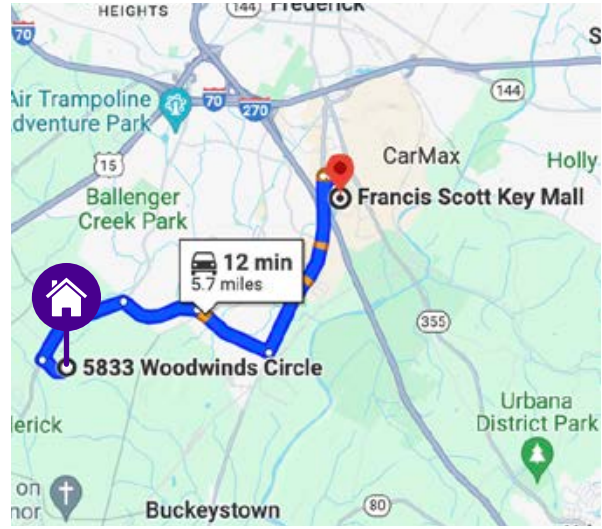 HEIGHTS
144
Frederick
70
S
Air Trampoline
dventure Park
70
270
144
15
CarMax
Holly
Ballenger
Creek Park
Francis Scott Key Mall
12 min
5.7 miles
355
5833 Woodwinds Circle
lerick
Urbana
District Park
on
nor
Buckeystown
80